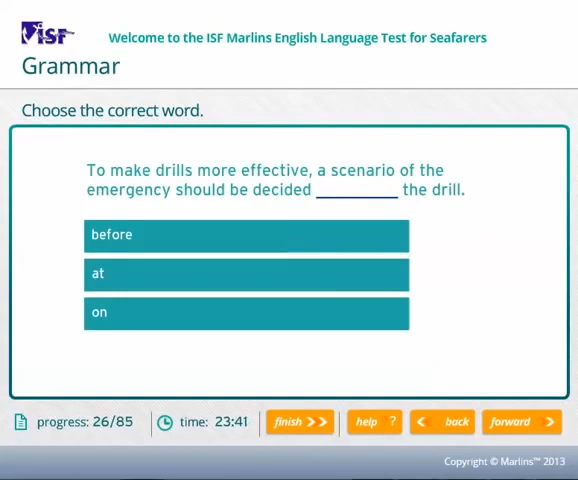 ISF
Welcome to the ISF Marlins English Language Test for Seafarers
Grammar
Choose the correct word.
To make drills more effective, a scenario of the
emergency should be decided _________ the drill.
before
at
on
progress: 26/85
time: 23:41
finish >>
help ?
< back
forward >
Copyright © Marlins™ 2013